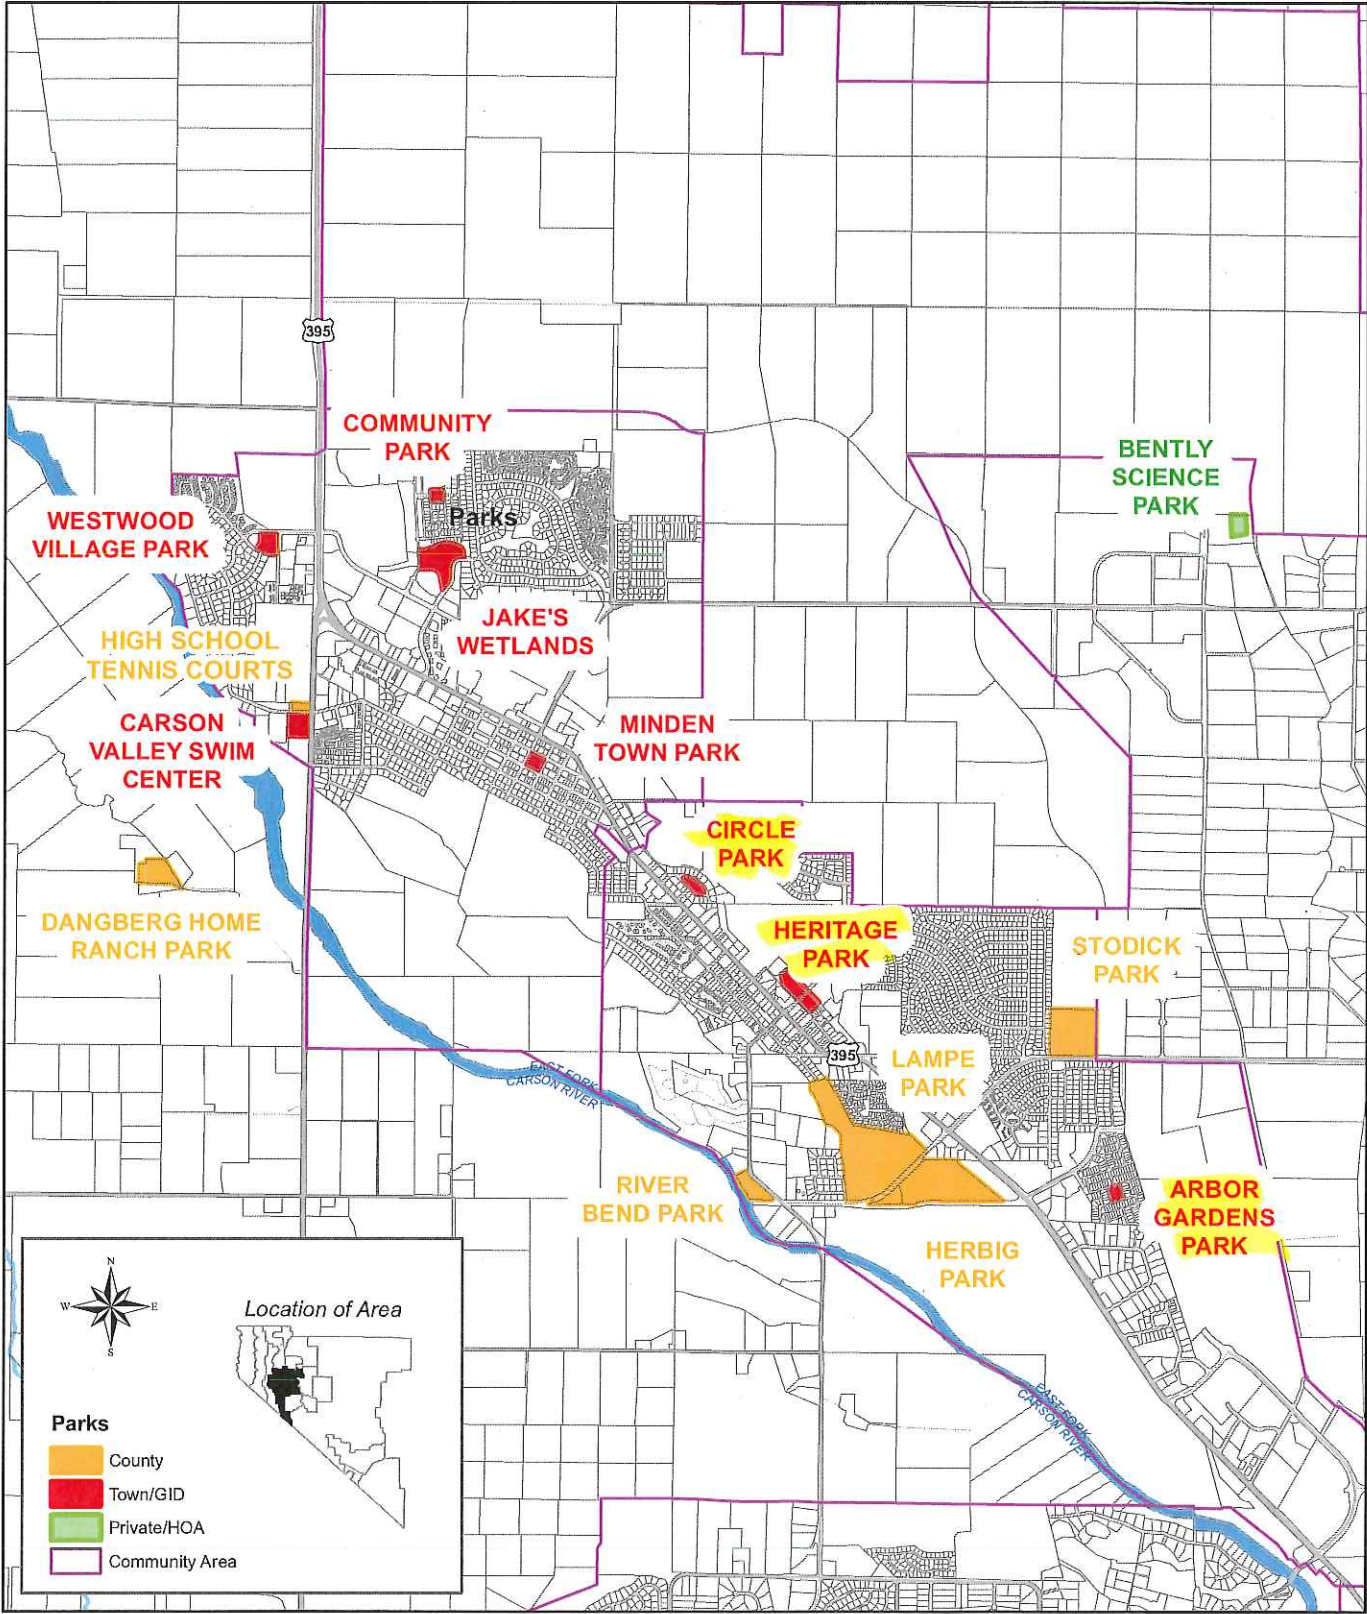 395
COMMUNITY
PARK
BENTLY
SCIENCE
PARK
WESTWOOD
VILLAGE PARK
Parks
JAKE'S
WETLANDS
HIGH SCHOOL
TENNIS COURTS
CARSON
VALLEY SWIM
CENTER
MINDEN
TOWN PARK
CIRCLE
PARK
DANGBERG HOME
RANCH PARK
HERITAGE
PARK
STODICK
PARK
395
LAMPE
PARK
EAST FORK
CARSON RIVER
RIVER
BEND PARK
ARBOR
GARDENS
PARK
HERBIG
PARK
N
W E
S
Location of Area
EAST FORK
CARSON RIVER
Parks
County
Town/GID
Private/HOA
Community Area